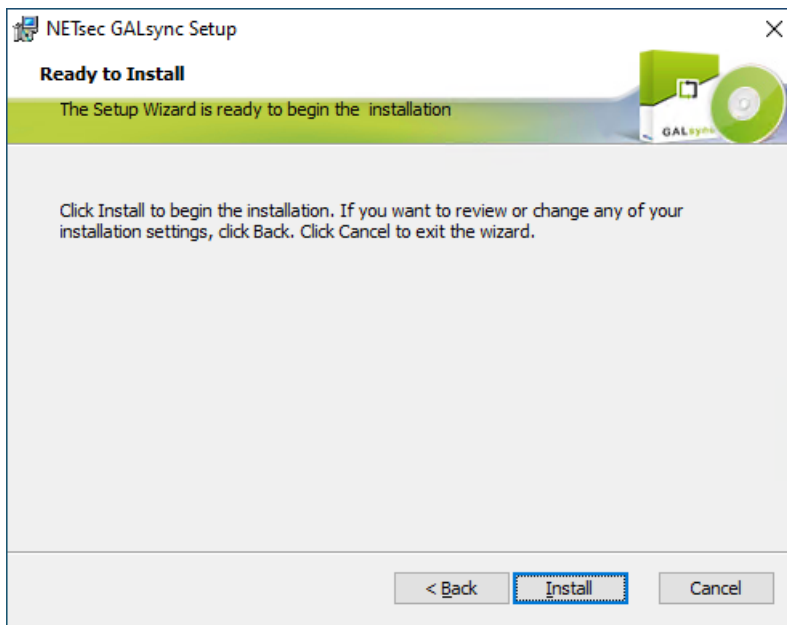 NETsec GALsync Setup
Ready to Install
The Setup Wizard is ready to begin the installation
GALsync
Click Install to begin the installation. If you want to review or change any of your
installation settings, click Back. Click Cancel to exit the wizard.
< Back
Install
Cancel